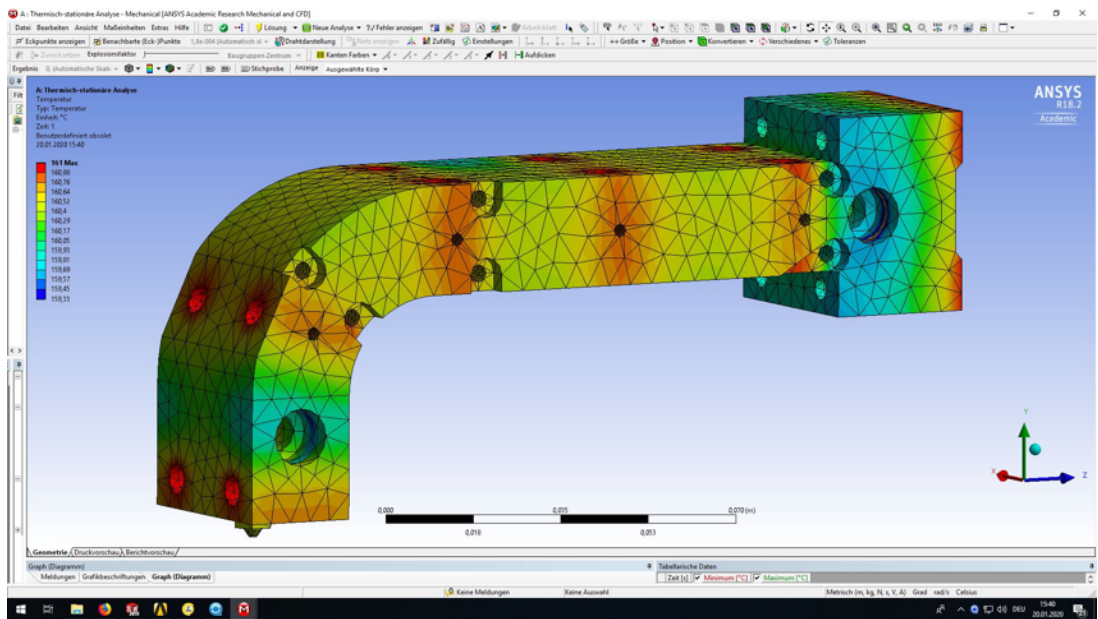 A : Thermisch-stationäre Analyse - Mechanical [ANSYS Academic Research Mechanical and CFD]
Datei Bearbeiten Ansicht Maßeinheiten Extras Hilfe Lösung Neue Analyse ?/Fehler anzeigen Arbeitsblatt
Eckpunkte anzeigen Benachbarte (Eck-)Punkte Drahtdarstellung Netz anzeigen Zufällig Einstellungen Größe Position Konvertieren Verschiedenes Toleranzen
Zurücksetzen Explosionsfaktor Baugruppen-Zentrum Kanten Farben Aufdicken
Ergebnis Stichprobe Anzeige Ausgewählte Körp
A: Thermisch-stationäre Analyse
Temperatur
Typ: Temperatur
Einheit: °C
Zeit: 1
Benutzerdefiniert obsolet
20.01.2020 15:40
161 Max
160,88
160,76
160,64
160,52
160,4
160,29
160,17
160,05
159,93
159,81
159,69
159,57
159,45
159,33
ANSYS
R18.2
Academic
Y
X
Z
0,000 0,035 0,070 (m)
0,018 0,053
Geometrie Druckvorschau Berichtvorschau
Graph (Diagramm) Tabellarische Daten
Meldungen Grafikbeschriftungen Graph (Diagramm) Zeit [s] Minimum [°C] Maximum [°C]
Keine Meldungen Keine Auswahl Metrisch (m, kg, N, s, V, A) Grad rad/s Celsius
DEU 15:40
20.01.2020